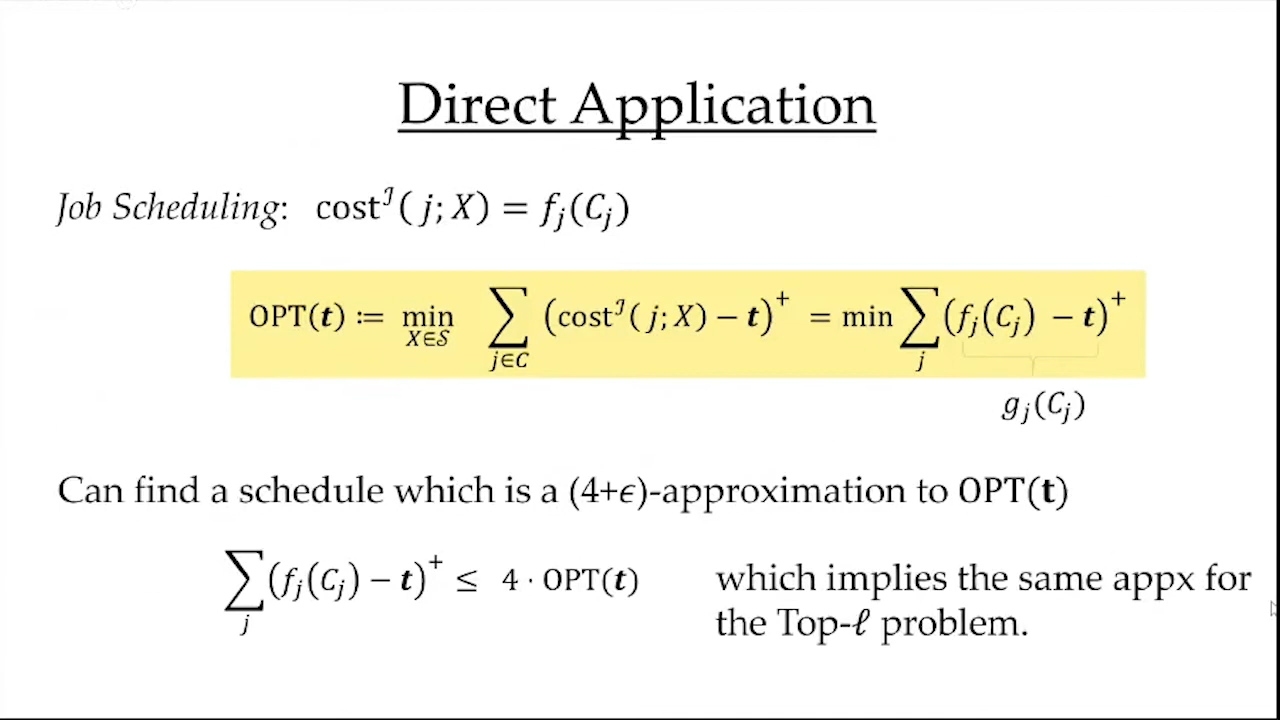 Direct Application
Job Scheduling: cost^ℐ( j; X) = f_j(C_j)
OPT(t) ≔ min_{X∈𝒮} ∑_{j∈C} (cost^ℐ( j; X) − t)^+ = min ∑_j (f_j(C_j) − t)^+
g_j(C_j)
Can find a schedule which is a (4+ϵ)-approximation to OPT(t)
∑_j (f_j(C_j) − t)^+ ≤ 4 · OPT(t) which implies the same appx for
the Top-ℓ problem.